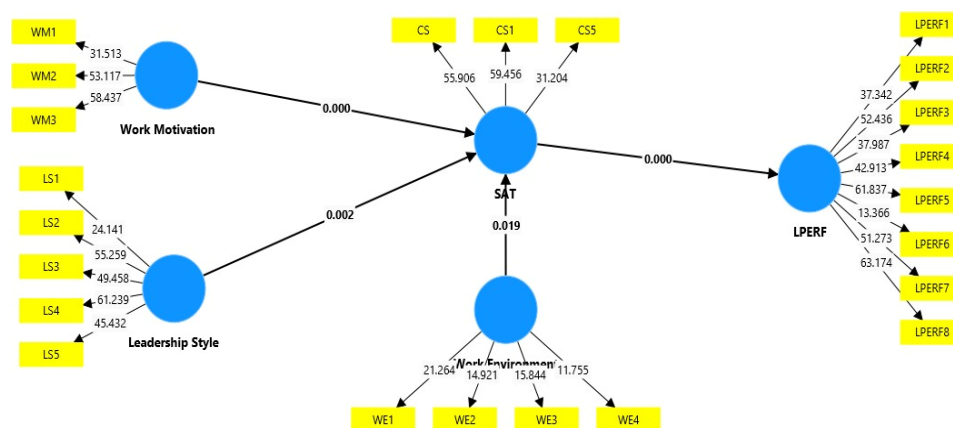 WM1
31.513
WM2
53.117
58.437
WM3
Work Motivation
0.000
CS
CS1
CS5
55.906
59.456
31.204
SAT
0.000
LS1
24.141
LS2
55.259
LS3
49.458
LS4
61.239
45.432
LS5
Leadership Style
0.002
0.019
Work Environment
21.264
14.921
15.844
11.755
WE1
WE2
WE3
WE4
LPERF
LPERF1
37.342
LPERF2
52.436
LPERF3
37.987
LPERF4
42.913
LPERF5
61.837
13.366
LPERF6
51.273
LPERF7
63.174
LPERF8